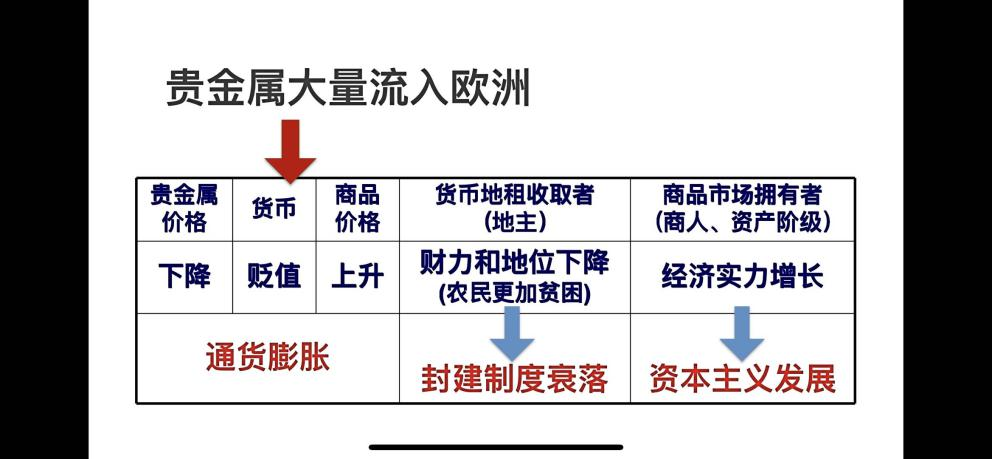 贵金属大量流入欧洲
贵金属
价格
货币
商品
价格
货币地租收取者
（地主）
商品市场拥有者
（商人、资产阶级）
下降
贬值
上升
财力和地位下降
(农民更加贫困)
经济实力增长
通货膨胀
封建制度衰落
资本主义发展